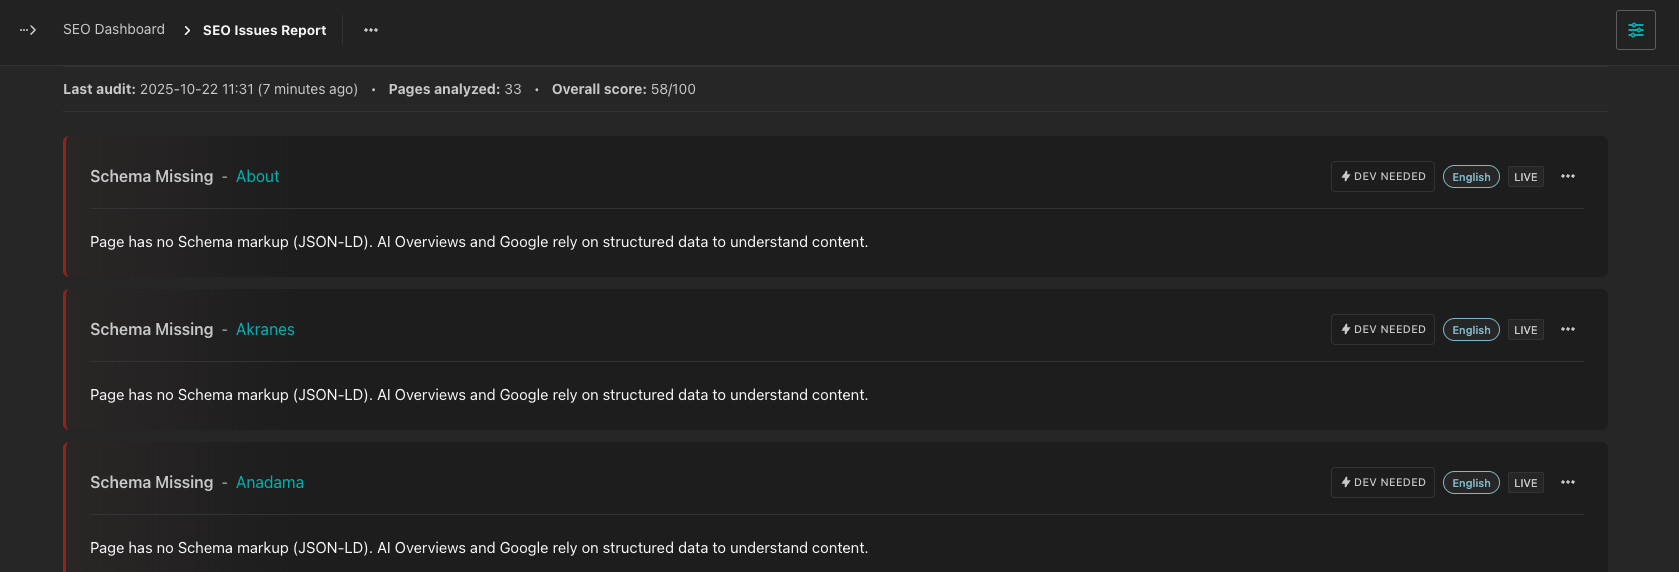 SEO Dashboard > SEO Issues Report
Last audit: 2025-10-22 11:31 (7 minutes ago) • Pages analyzed: 33 • Overall score: 58/100
Schema Missing - About DEV NEEDED English LIVE
Page has no Schema markup (JSON-LD). AI Overviews and Google rely on structured data to understand content.
Schema Missing - Akranes DEV NEEDED English LIVE
Page has no Schema markup (JSON-LD). AI Overviews and Google rely on structured data to understand content.
Schema Missing - Anadama DEV NEEDED English LIVE
Page has no Schema markup (JSON-LD). AI Overviews and Google rely on structured data to understand content.